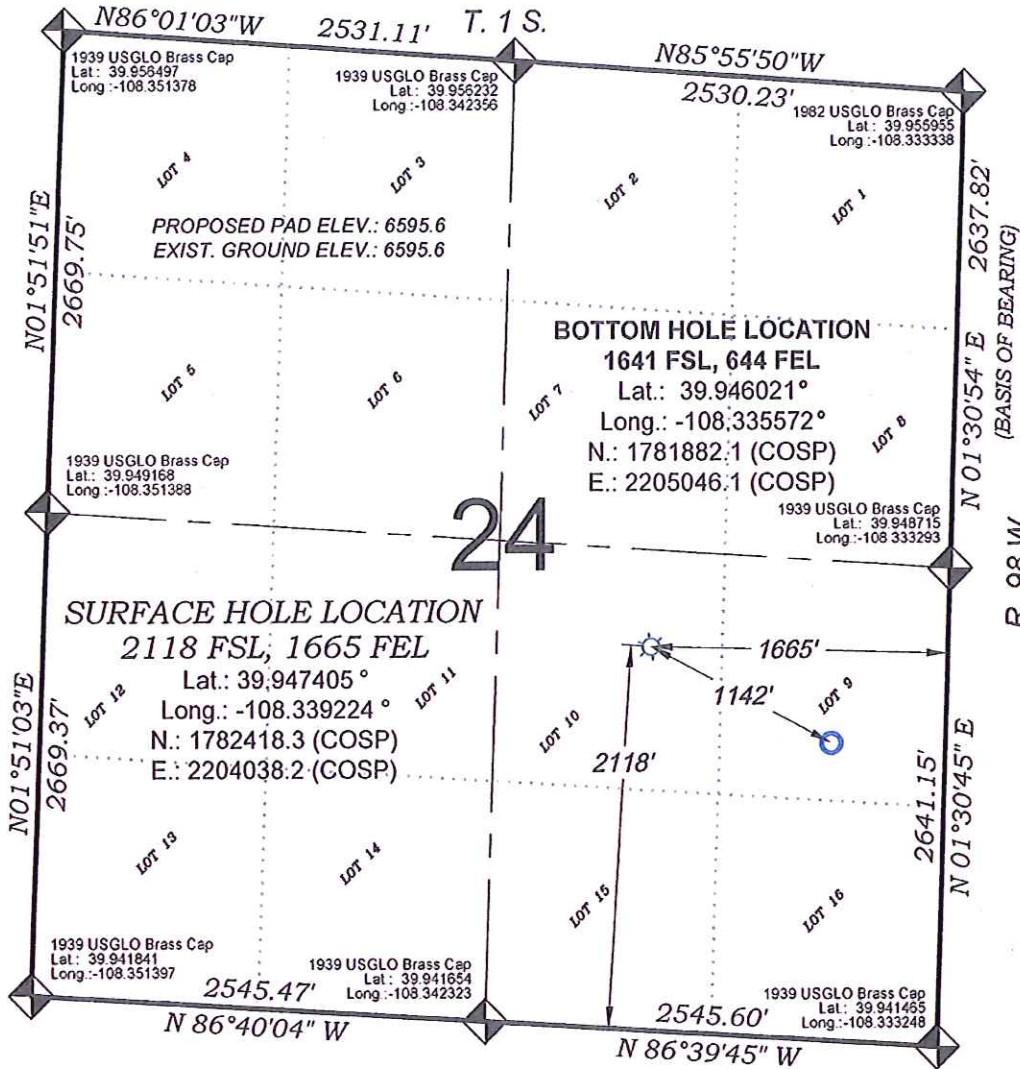 N86°01'03"W 2531.11' T. 1 S.
N85°55'50"W
2530.23'
1939 USGLO Brass Cap
Lat: 39.956497
Long:-108.351378
1939 USGLO Brass Cap
Lat: 39.956232
Long:-108.342356
1982 USGLO Brass Cap
Lat: 39.955955
Long:-108.333338
LOT 4
LOT 3
LOT 2
LOT 1
N01°51'51"E
2669.75'
2637.82'
N 01°30'54" E
(BASIS OF BEARING)
PROPOSED PAD ELEV.: 6595.6
EXIST. GROUND ELEV.: 6595.6
BOTTOM HOLE LOCATION
1641 FSL, 644 FEL
Lat.: 39.946021°
Long.: -108.335572°
N.: 1781882.1 (COSP)
E.: 2205046.1 (COSP)
LOT 5
LOT 6
LOT 7
LOT 8
1939 USGLO Brass Cap
Lat.: 39.949168
Long:-108.351388
1939 USGLO Brass Cap
Lat.: 39.948715
Long:-108.333293
24
R. 98 W.
SURFACE HOLE LOCATION
2118 FSL, 1665 FEL
Lat.: 39.947405 °
Long.: -108.339224 °
N.: 1782418.3 (COSP)
E.: 2204038.2 (COSP)
1665'
1142'
2118'
LOT 12
LOT 11
LOT 10
LOT 9
N01°51'03"E
2669.37'
2641.15'
N 01°30'45" E
LOT 13
LOT 14
LOT 15
LOT 16
1939 USGLO Brass Cap
Lat: 39.941841
Long.:-108.351397
1939 USGLO Brass Cap
Lat.: 39.941654
Long:-108.342323
1939 USGLO Brass Cap
Lat: 39.941465
Long:-108.333248
2545.47'
N 86°40'04" W
2545.60'
N 86°39'45" W